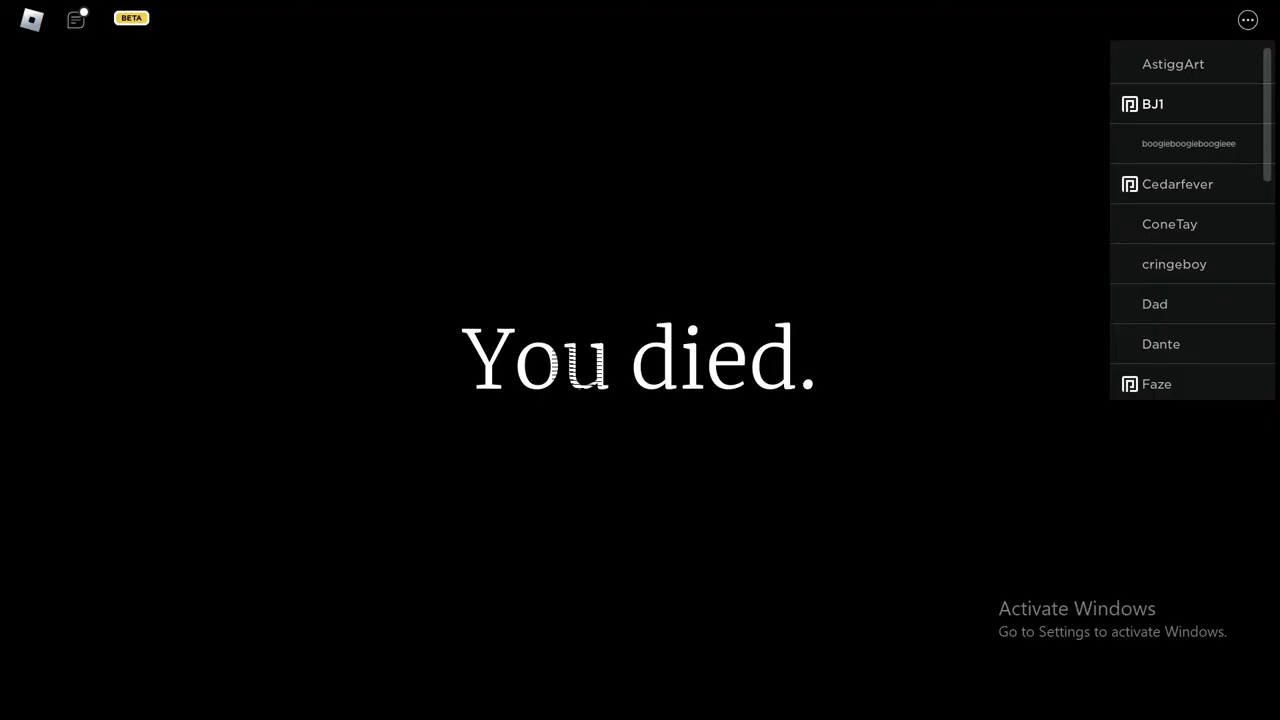 BETA
AstiggArt
BJ1
boogieboogieboogieee
Cedarfever
ConeTay
cringeboy
Dad
Dante
Faze
You died.
Activate Windows
Go to Settings to activate Windows.